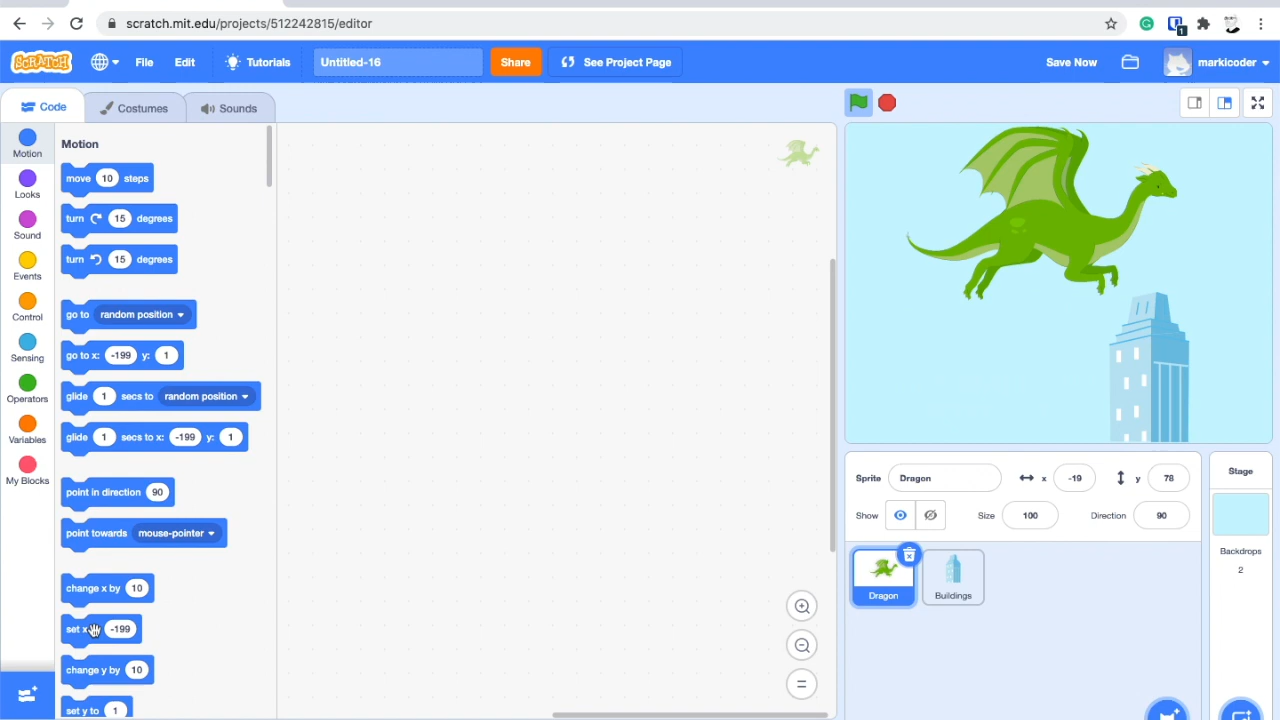 scratch.mit.edu/projects/512242815/editor
1
SCRATCH File Edit Tutorials Untitled-16 Share See Project Page Save Now markicoder
Code Costumes Sounds
Motion
Looks
Sound
Events
Control
Sensing
Operators
Variables
My Blocks
Motion
move 10 steps
turn 15 degrees
turn 15 degrees
go to random position
go to x: -199 y: 1
glide 1 secs to random position
glide 1 secs to x: -199 y: 1
point in direction 90
point towards mouse-pointer
change x by 10
set x -199
change y by 10
set y to 1
Sprite Dragon x -19 y 78
Show Size 100 Direction 90
Dragon
Buildings
Stage
Backdrops
2